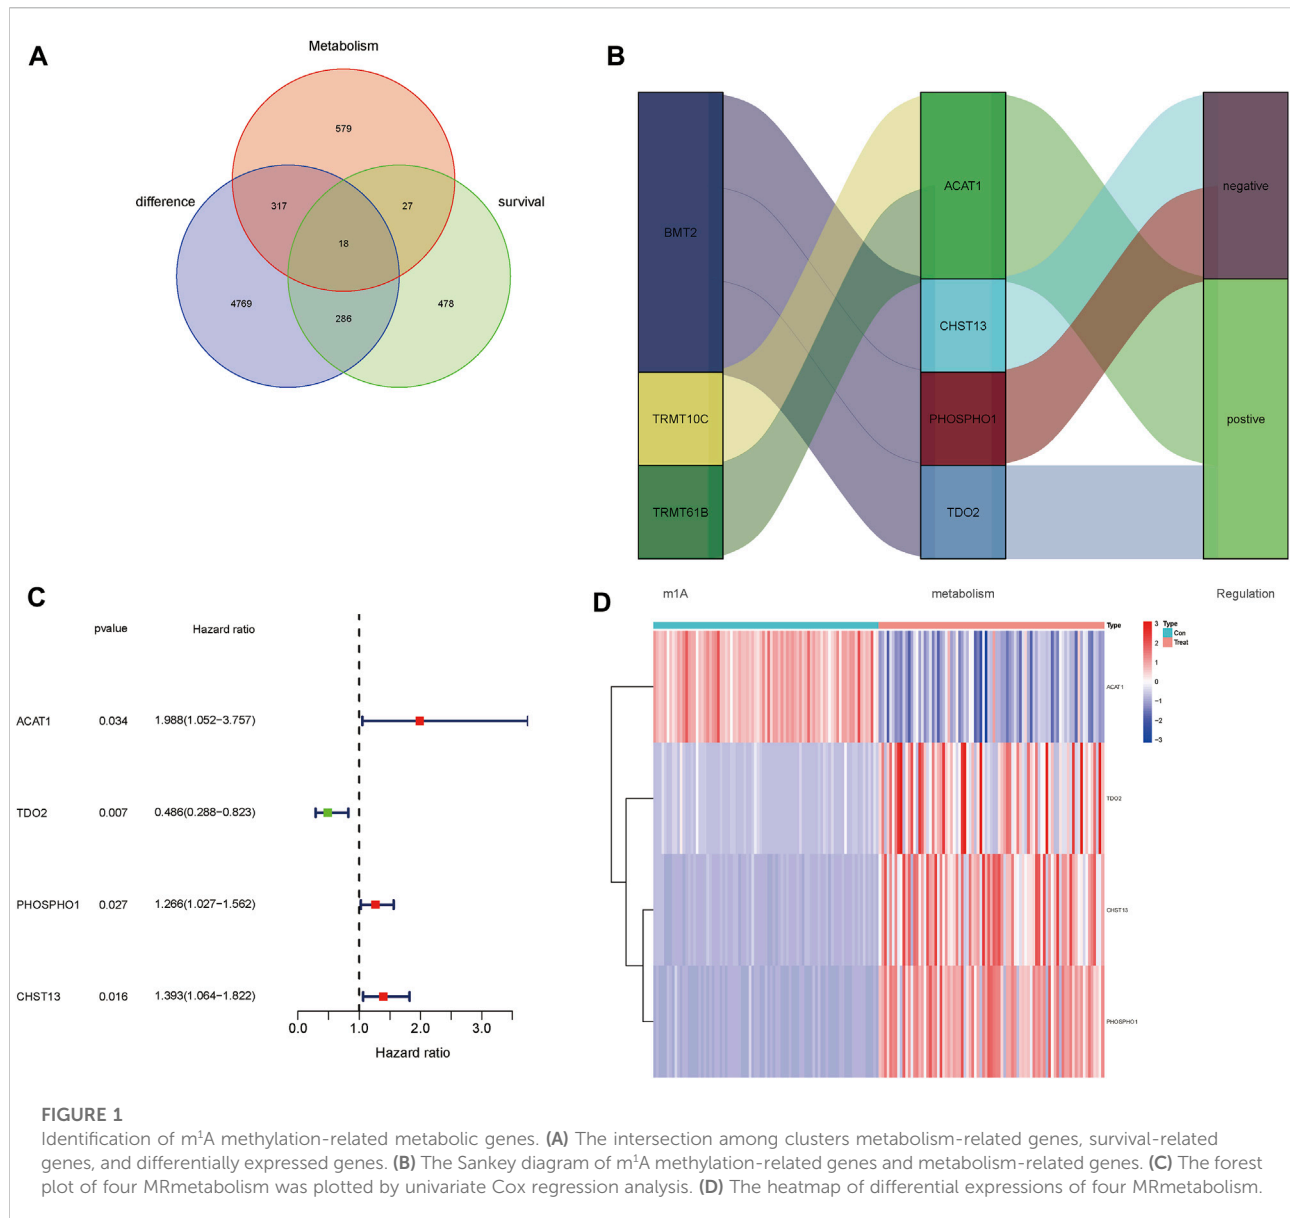 A
Metabolism
579
difference
317
27
survival
18
4769
286
478
B
BMT2
TRMT10C
TRMT61B
ACAT1
CHST13
PHOSPHO1
TDO2
negative
postive
m1A
metabolism
Regulation
C
pvalue Hazard ratio
ACAT1 0.034 1.988(1.052−3.757)
TDO2 0.007 0.486(0.288−0.823)
PHOSPHO1 0.027 1.266(1.027−1.562)
CHST13 0.016 1.393(1.064−1.822)
0.0 1.0 2.0 3.0
Hazard ratio
D
Type
ACAT1
TDO2
CHST13
PHOSPHO1
3
2
1
0
−1
−2
−3
Type
Con
Treat
FIGURE 1
Identification of m¹A methylation-related metabolic genes. (A) The intersection among clusters metabolism-related genes, survival-related
genes, and differentially expressed genes. (B) The Sankey diagram of m¹A methylation-related genes and metabolism-related genes. (C) The forest
plot of four MRmetabolism was plotted by univariate Cox regression analysis. (D) The heatmap of differential expressions of four MRmetabolism.